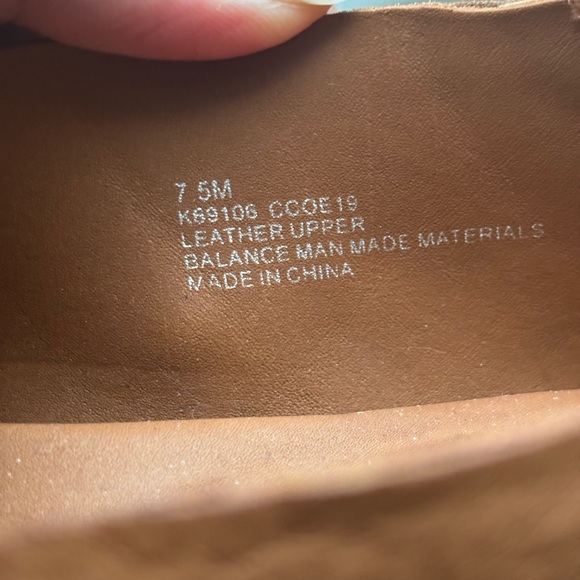 7.5M
K69106 CCOE19
LEATHER UPPER
BALANCE MAN MADE MATERIALS
MADE IN CHINA